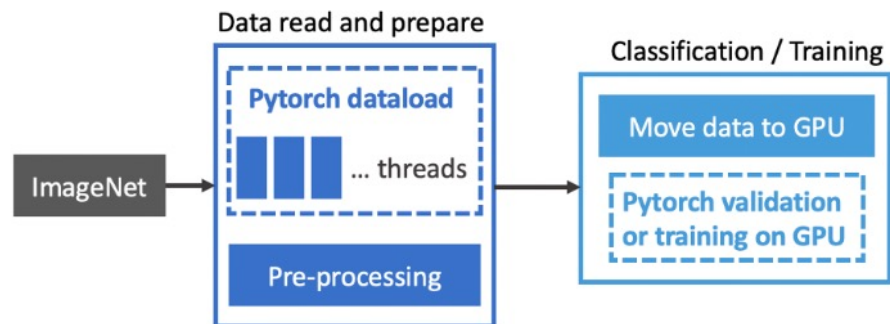 Data read and prepare
Classification / Training
Pytorch dataload
... threads
ImageNet
Pre-processing
Move data to GPU
Pytorch validation
or training on GPU